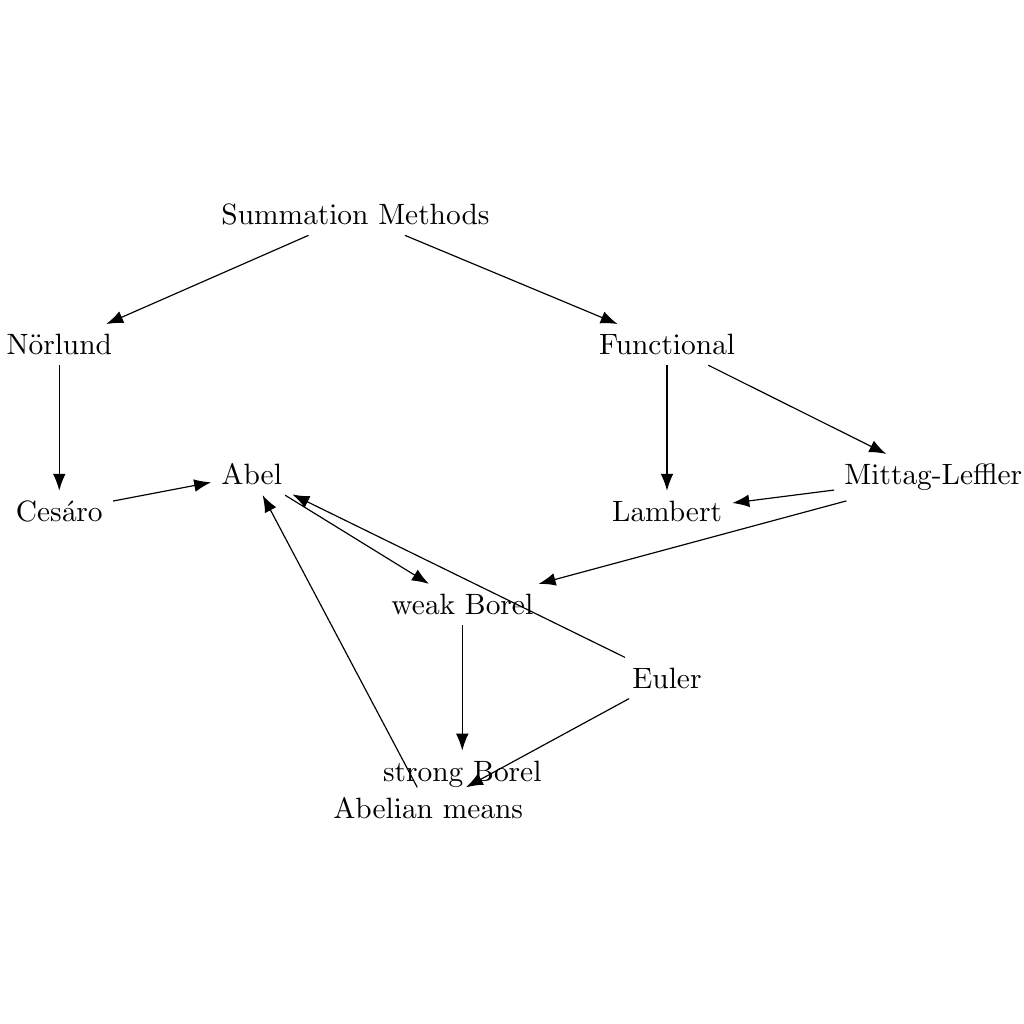 Summation Methods
Nörlund
Functional
Abel
Mittag-Leffler
Cesáro
Lambert
weak Borel
Euler
strong Borel
Abelian means